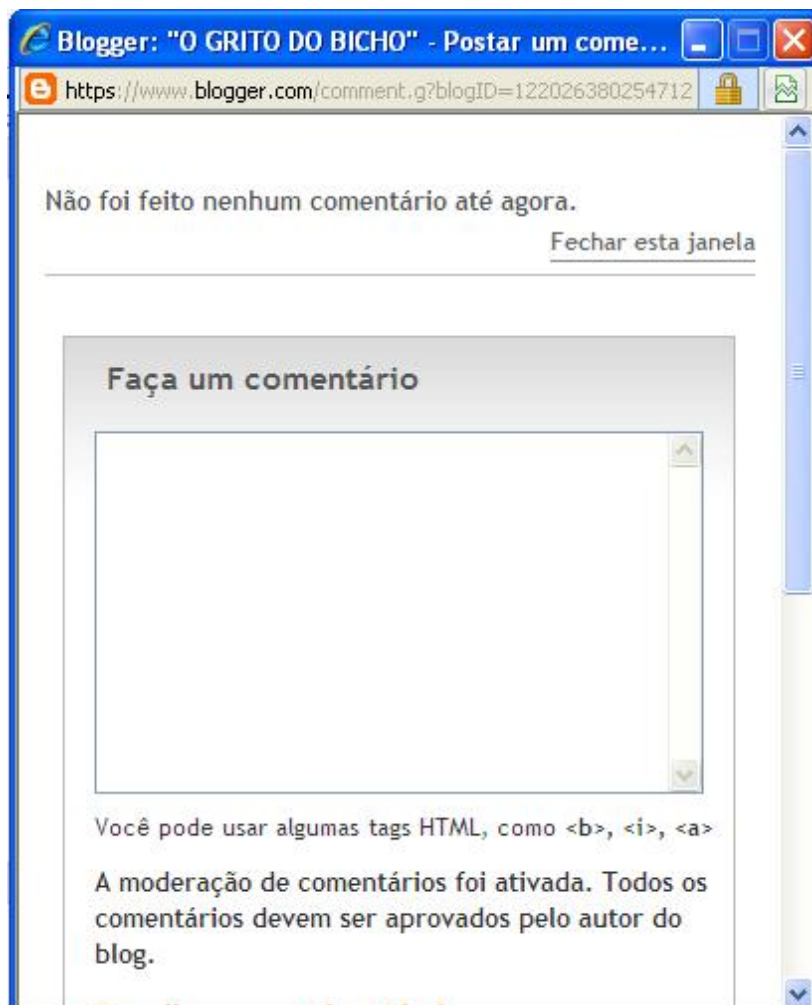 Blogger: "O GRITO DO BICHO" - Postar um come...
https://www.blogger.com/comment.g?blogID=122026380254712
Não foi feito nenhum comentário até agora.
Fechar esta janela
Faça um comentário
Você pode usar algumas tags HTML, como <b>, <i>, <a>
A moderação de comentários foi ativada. Todos os
comentários devem ser aprovados pelo autor do
blog.